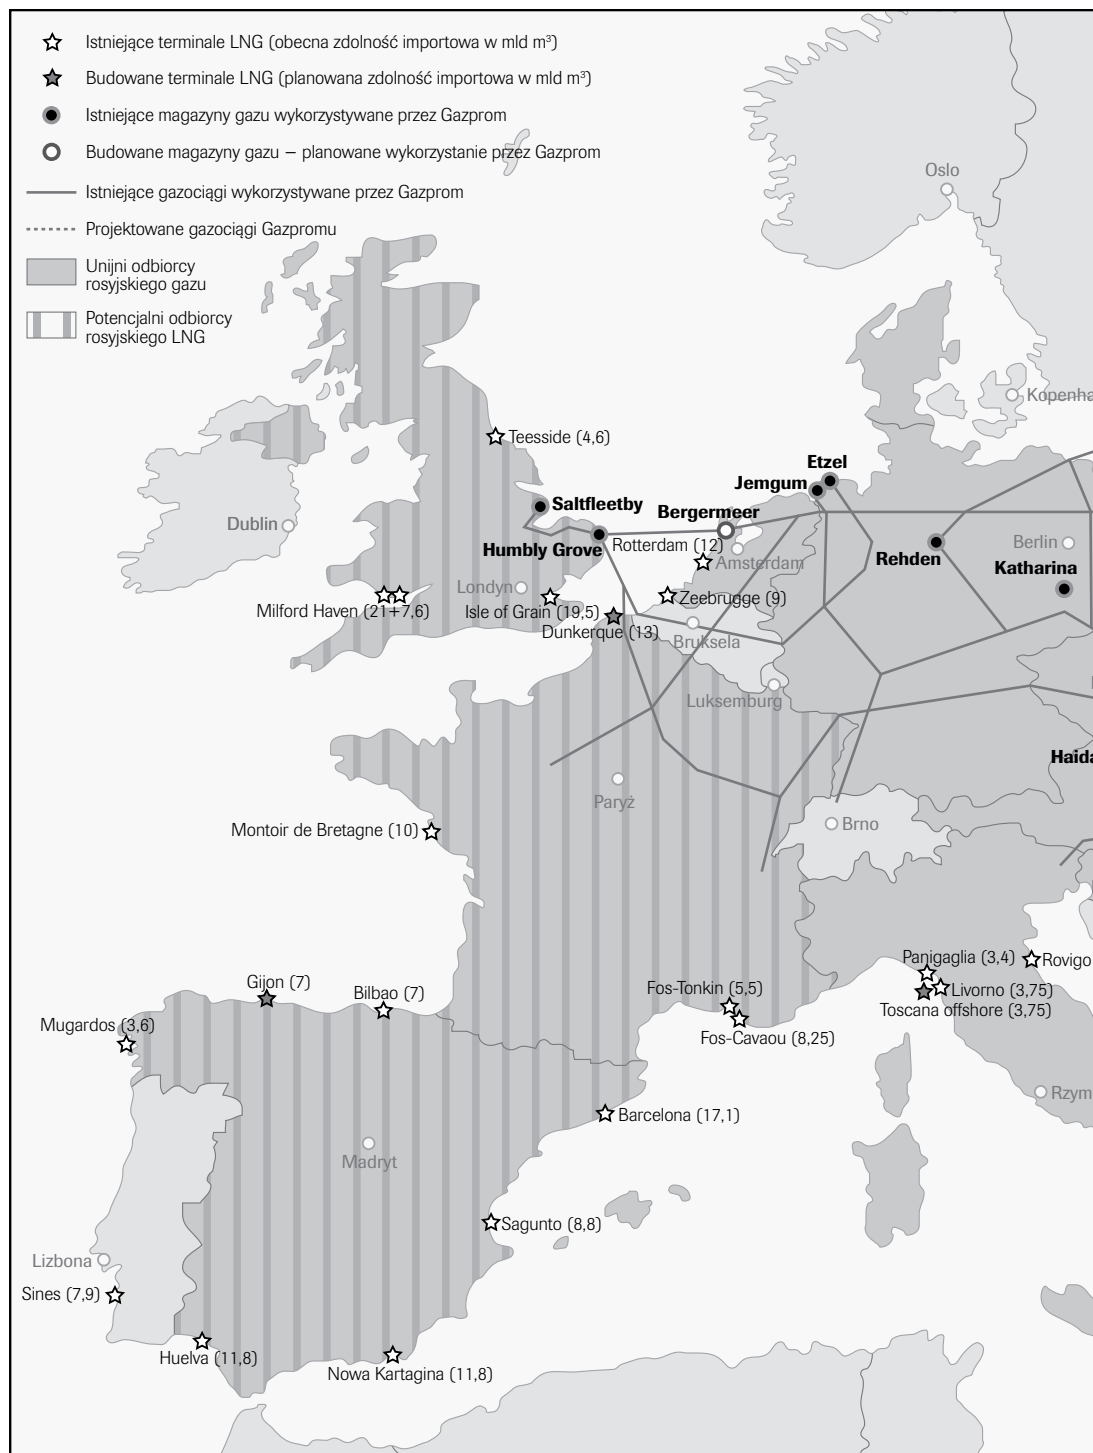 Istniejące terminale LNG (obecna zdolność importowa w mld m³)
Budowane terminale LNG (planowana zdolność importowa w mld m³)
Istniejące magazyny gazu wykorzystywane przez Gazprom
Budowane magazyny gazu – planowane wykorzystanie przez Gazprom
Istniejące gazociągi wykorzystywane przez Gazprom
Projektowane gazociągi Gazpromu
Unijni odbiorcy
rosyjskiego gazu
Potencjalni odbiorcy
rosyjskiego LNG
Oslo
Kopenha
Teesside (4,6)
Etzel
Jemgum
Saltfleetby
Bergermeer
Dublin
Humbly Grove
Rotterdam (12)
Amsterdam
Rehden
Berlin
Katharina
Londyn
Zeebrugge (9)
Milford Haven (21+7,6)
Isle of Grain (19,5)
Dunkerque (13)
Bruksela
Luksemburg
Haida
Paryż
Montoir de Bretagne (10)
Brno
Panigaglia (3,4)
Rovigo
Gijon (7)
Bilbao (7)
Fos-Tonkin (5,5)
Livorno (3,75)
Toscana offshore (3,75)
Mugardos (3,6)
Fos-Cavaou (8,25)
Rzym
Barcelona (17,1)
Madryt
Sagunto (8,8)
Lizbona
Sines (7,9)
Huelva (11,8)
Nowa Kartagina (11,8)